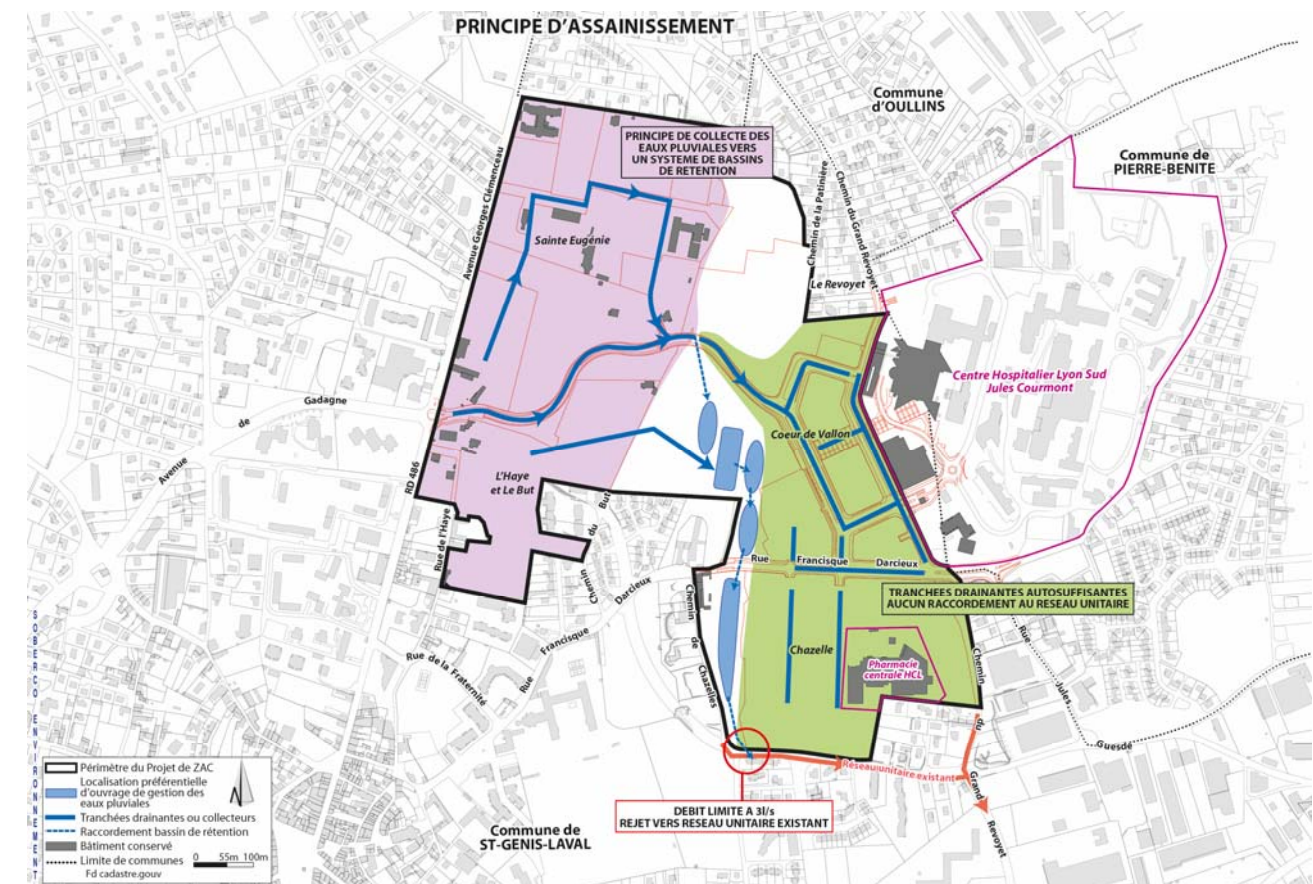 PRINCIPE D'ASSAINISSEMENT
Commune
d'OULLINS
Commune de
PIERRE-BENITE
PRINCIPE DE COLLECTE DES
EAUX PLUVIALES VERS
UN SYSTEME DE BASSINS
DE RETENTION
Avenue Georges Clémenceau
Chemin de la Patinière
Chemin du Grand Revoyet
Sainte Eugénie
Le Revoyet
Centre Hospitalier Lyon Sud
Jules Courmont
Avenue de Gadagne
Coeur de Vallon
L'Haye
et Le But
RD 486
Rue de l'Haye
Chemin du But
Rue Francisque Darcieux
Rue Francisque Darcieux
TRANCHEES DRAINANTES AUTOSUFFISANTES
AUCUN RACCORDEMENT AU RESEAU UNITAIRE
Chemin de Chazelles
Chazelle
Pharmacie
centrale HCL
Rue de la Fraternité
Rue Jules Guesde
Chemin du Grand Revoyet
Réseau unitaire existant
DEBIT LIMITE A 3l/s
REJET VERS RESEAU UNITAIRE EXISTANT
Commune de
ST-GENIS-LAVAL
SOBERCO ENVIRONNEMENT
Périmètre du Projet de ZAC
Localisation préférentielle
d'ouvrage de gestion des
eaux pluviales
Tranchées drainantes ou collecteurs
Raccordement bassin de rétention
Bâtiment conservé
Limite de communes
Fd cadastre.gouv
N
0 55m 100m